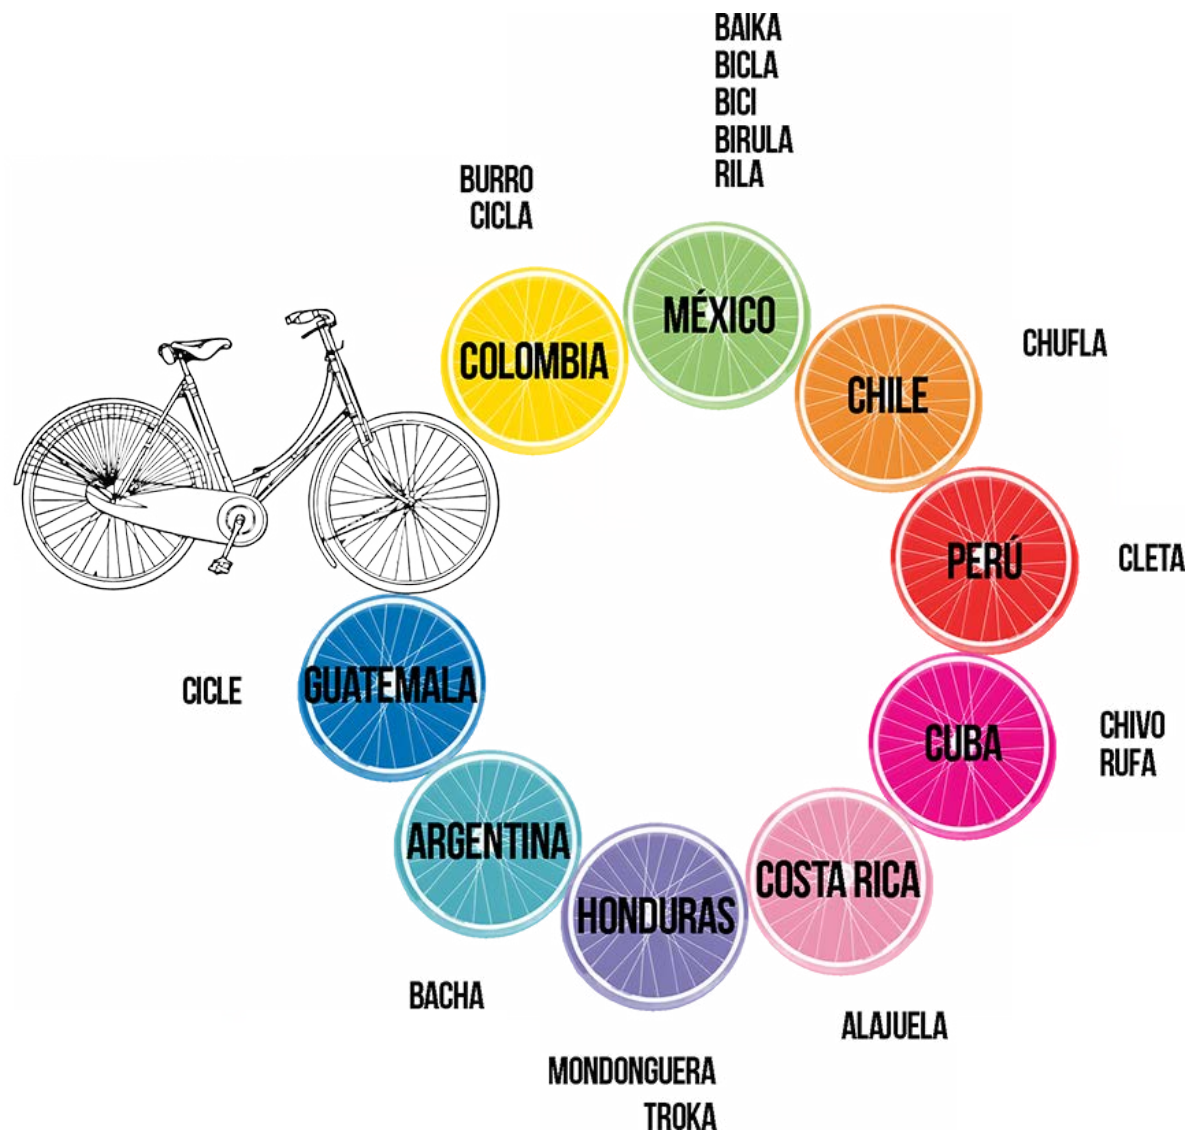 BAIKA
BICLA
BICI
BIRULA
RILA
BURRO
CICLA
MÉXICO
COLOMBIA
CHILE
CHUFLA
PERÚ
CLETA
GUATEMALA
CICLE
CUBA
CHIVO
RUFA
ARGENTINA
COSTA RICA
HONDURAS
BACHA
ALAJUELA
MONDONGUERA
TROKA